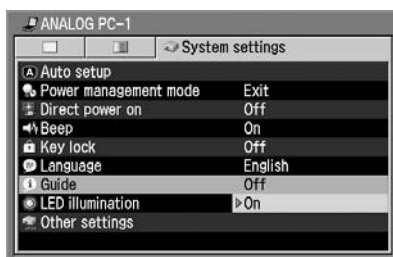 ANALOG PC-1
System settings
Auto setup
Power management mode Exit
Direct power on Off
Beep On
Key lock Off
Language English
Guide Off
LED illumination On
Other settings